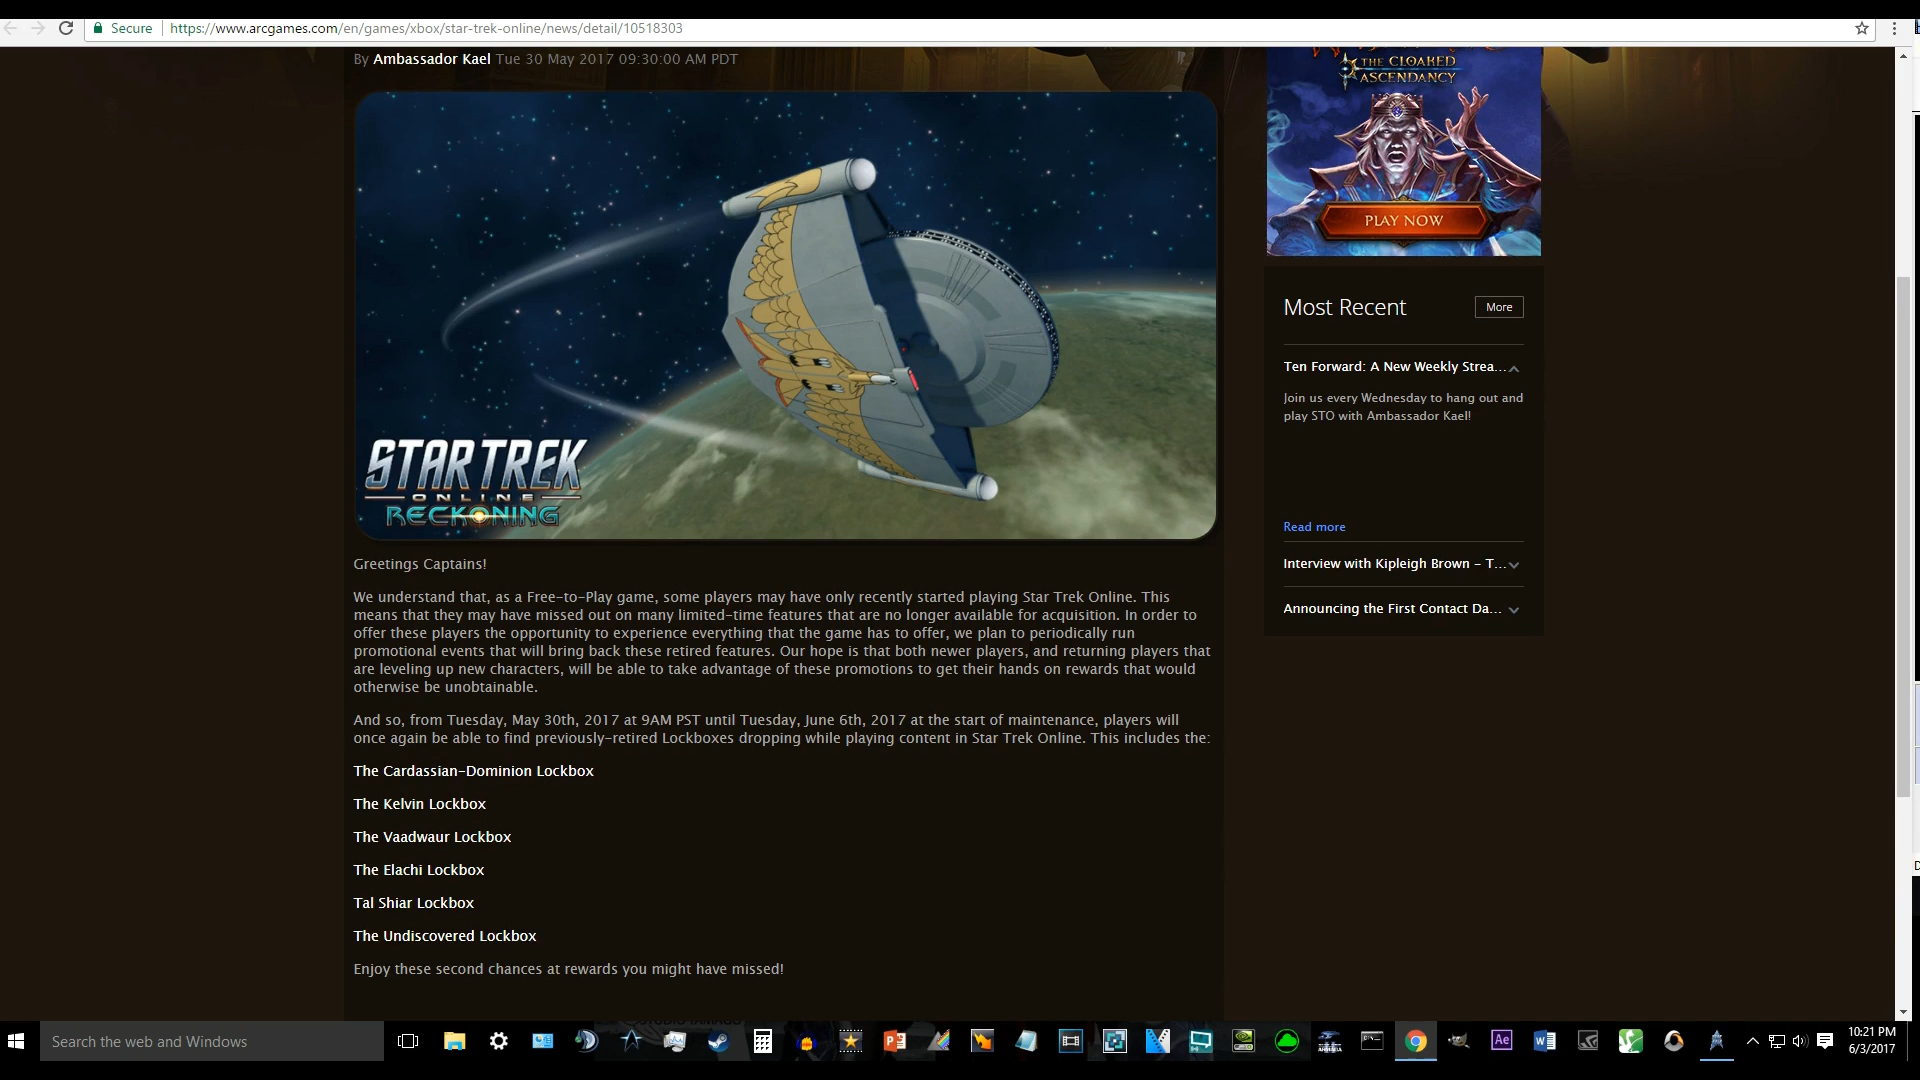 Secure
https://www.arcgames.com/en/games/xbox/star-trek-online/news/detail/10518303
By Ambassador Kael Tue 30 May 2017 09:30:00 AM PDT
STAR TREK
ONLINE
RECKONING
Greetings Captains!
We understand that, as a Free-to-Play game, some players may have only recently started playing Star Trek Online. This
means that they may have missed out on many limited-time features that are no longer available for acquisition. In order to
offer these players the opportunity to experience everything that the game has to offer, we plan to periodically run
promotional events that will bring back these retired features. Our hope is that both newer players, and returning players that
are leveling up new characters, will be able to take advantage of these promotions to get their hands on rewards that would
otherwise be unobtainable.
And so, from Tuesday, May 30th, 2017 at 9AM PST until Tuesday, June 6th, 2017 at the start of maintenance, players will
once again be able to find previously-retired Lockboxes dropping while playing content in Star Trek Online. This includes the:
The Cardassian-Dominion Lockbox
The Kelvin Lockbox
The Vaadwaur Lockbox
The Elachi Lockbox
Tal Shiar Lockbox
The Undiscovered Lockbox
Enjoy these second chances at rewards you might have missed!
THE CLOAKED
ASCENDANCY
PLAY NOW
Most Recent
More
Ten Forward: A New Weekly Strea...
Join us every Wednesday to hang out and
play STO with Ambassador Kael!
Read more
Interview with Kipleigh Brown - T...
Announcing the First Contact Da...
Search the web and Windows
Ae
10:21 PM
6/3/2017